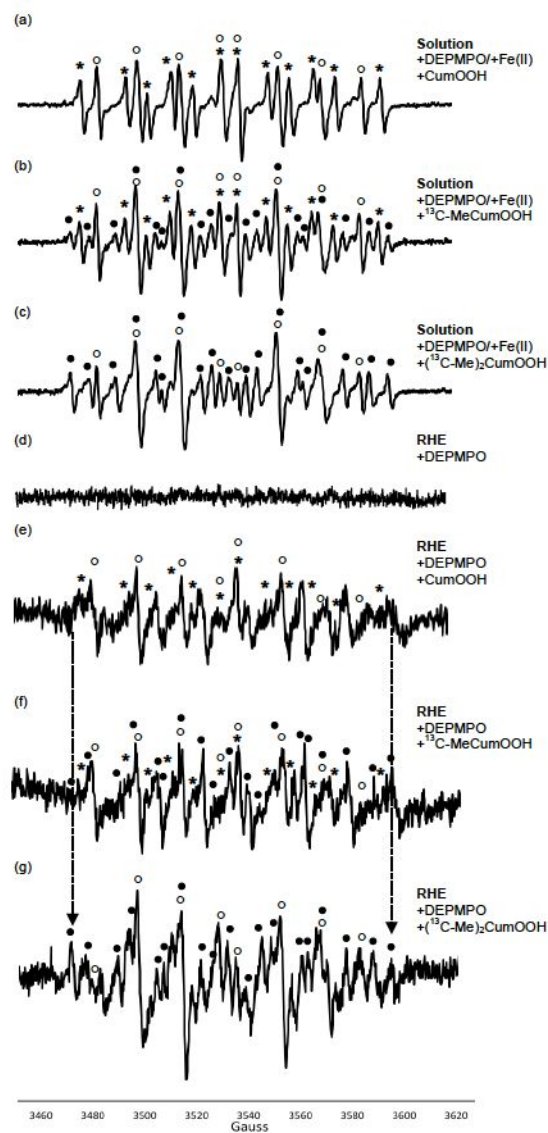 (a)
Solution
+DEPMPO/+Fe(II)
+CumOOH
(b)
Solution
+DEPMPO/+Fe(II)
+¹³C-MeCumOOH
(c)
Solution
+DEPMPO/+Fe(II)
+(¹³C-Me)₂CumOOH
(d)
RHE
+DEPMPO
(e)
RHE
+DEPMPO
+CumOOH
(f)
RHE
+DEPMPO
+¹³C-MeCumOOH
(g)
RHE
+DEPMPO
+(¹³C-Me)₂CumOOH
3460 3480 3500 3520 3540 3560 3580 3600 3620
Gauss